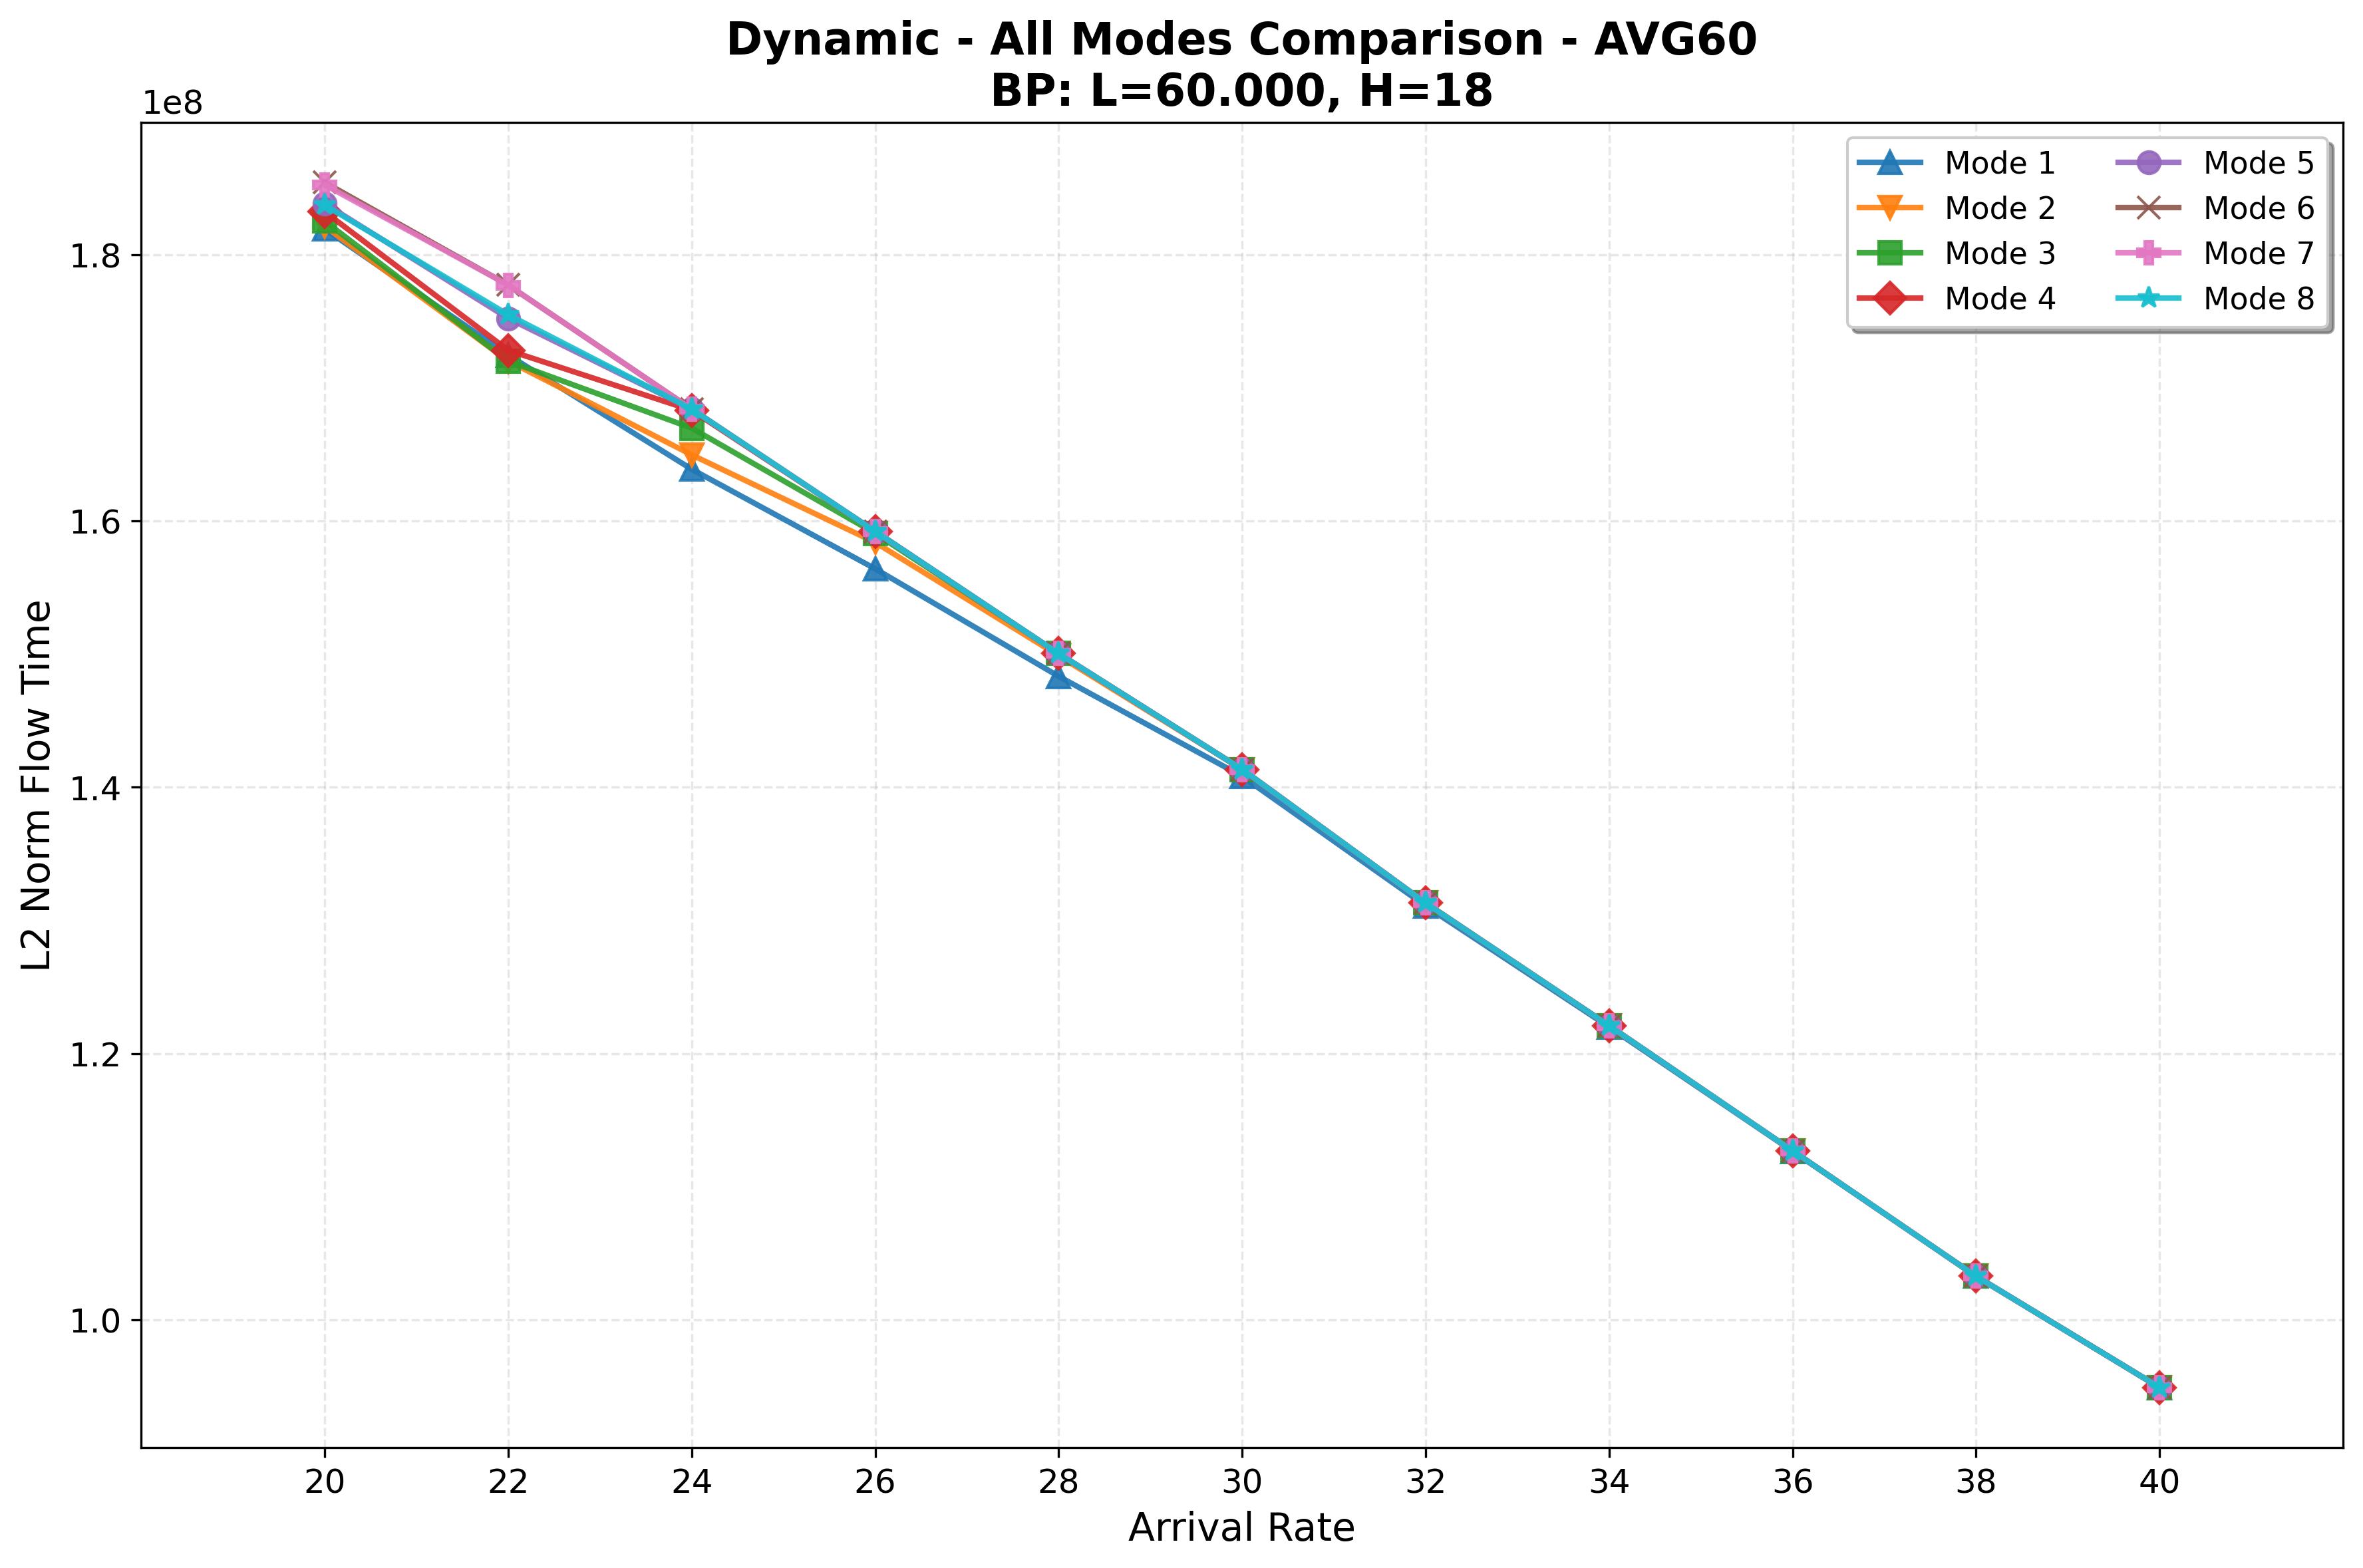 Dynamic - All Modes Comparison - AVG60
BP: L=60.000, H=18
1e8
Mode 1
Mode 2
Mode 3
Mode 4
Mode 5
Mode 6
Mode 7
Mode 8
L2 Norm Flow Time
1.8
1.6
1.4
1.2
1.0
20 22 24 26 28 30 32 34 36 38 40
Arrival Rate